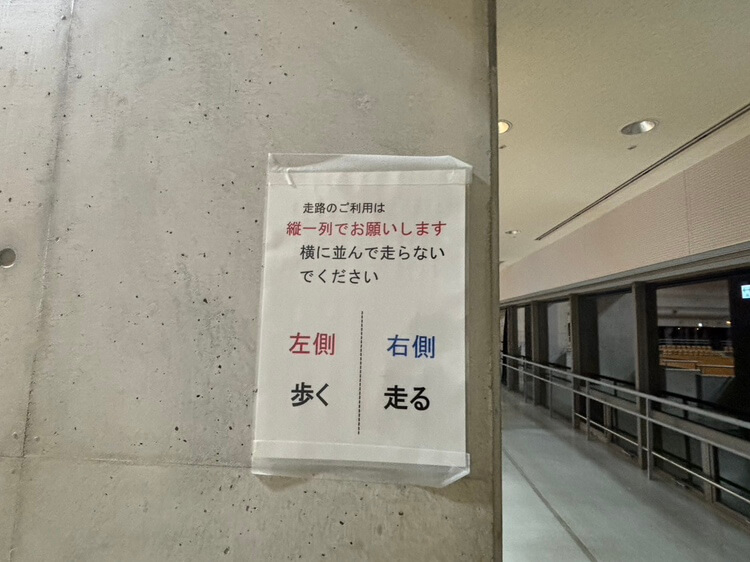 走路のご利用は
縦一列でお願いします
横に並んで走らない
でください
左側 右側
歩く 走る